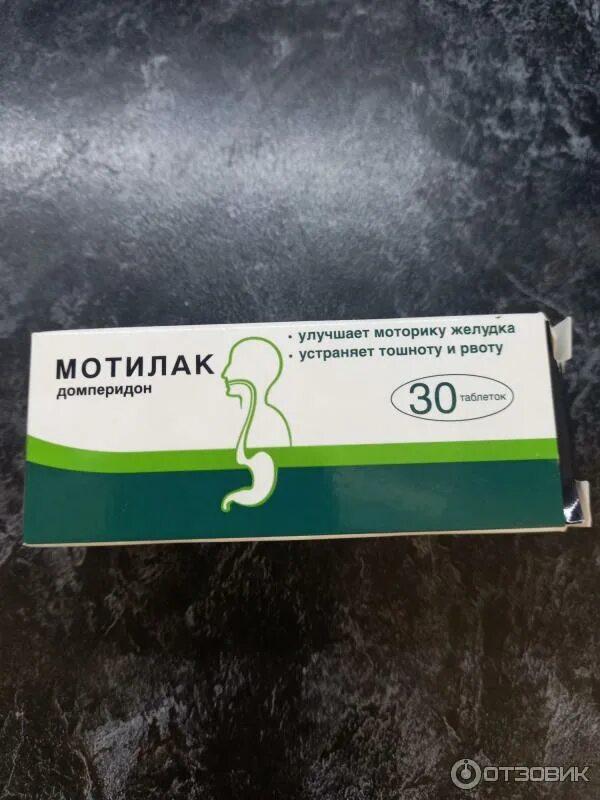 МОТИЛАК
домперидон
· улучшает моторику желудка
· устраняет тошноту и рвоту
30 таблеток
ОТЗОВИК